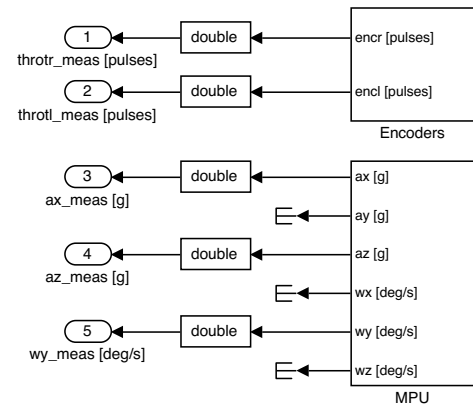 1
double
encr [pulses]
throtr_meas [pulses]
2
double
encl [pulses]
throtl_meas [pulses]
Encoders
3
double
ax [g]
ax_meas [g]
ay [g]
4
double
az [g]
az_meas [g]
wx [deg/s]
5
double
wy [deg/s]
wy_meas [deg/s]
wz [deg/s]
MPU